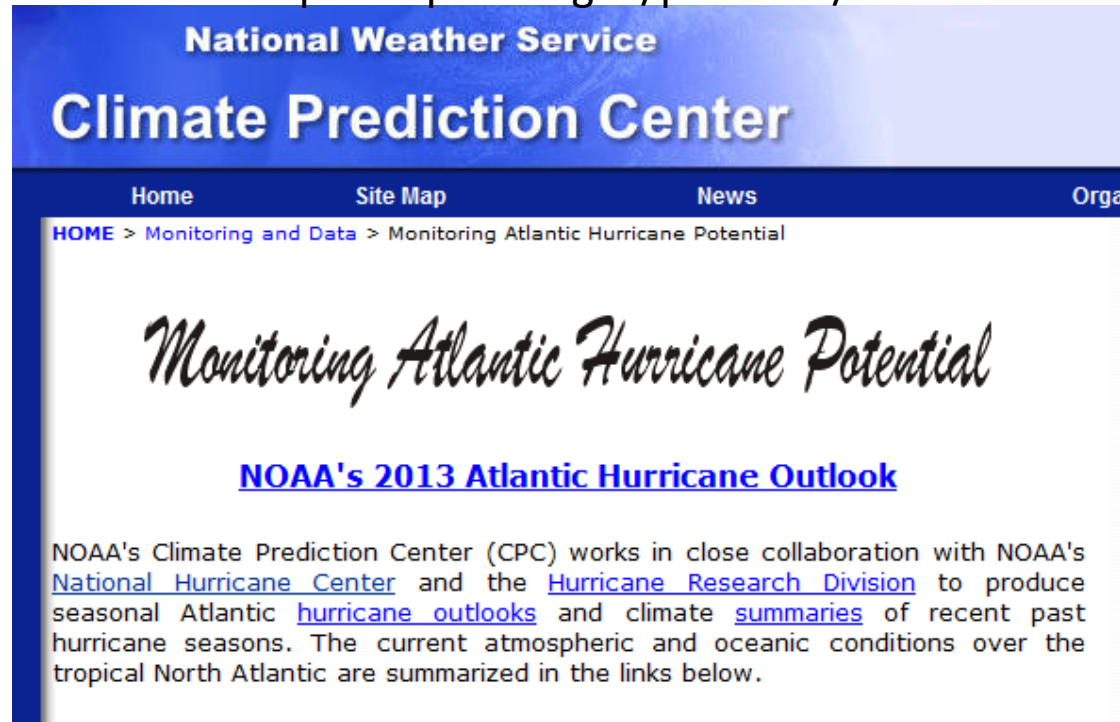 National Weather Service
Climate Prediction Center
Home Site Map News
HOME > Monitoring and Data > Monitoring Atlantic Hurricane Potential
Monitoring Atlantic Hurricane Potential
NOAA's 2013 Atlantic Hurricane Outlook
NOAA's Climate Prediction Center (CPC) works in close collaboration with NOAA's
National Hurricane Center and the Hurricane Research Division to produce
seasonal Atlantic hurricane outlooks and climate summaries of recent past
hurricane seasons. The current atmospheric and oceanic conditions over the
tropical North Atlantic are summarized in the links below.